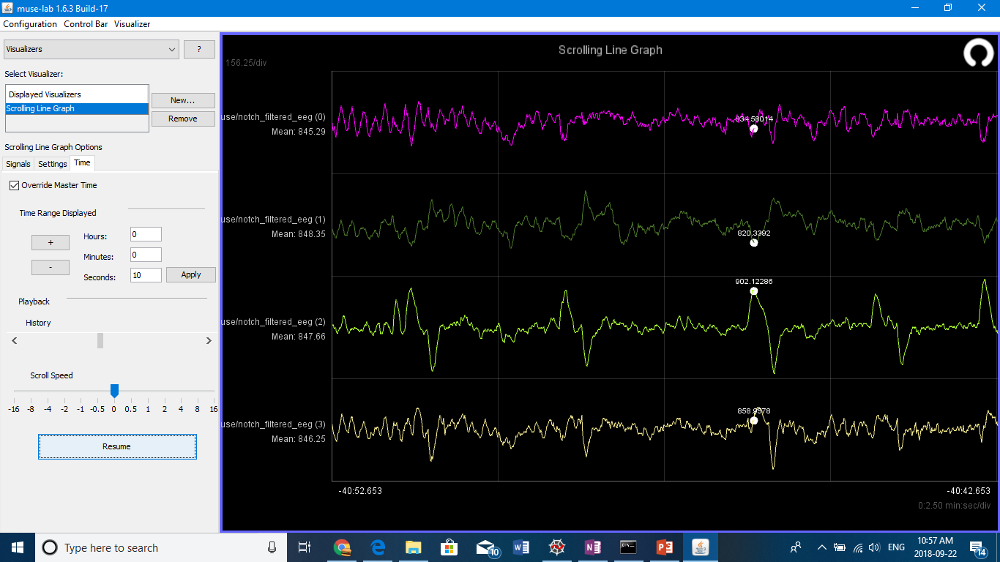 muse-lab 1.6.3 Build-17
Configuration Control Bar Visualizer
Visualizers
?
Select Visualizer:
Displayed Visualizers
Scrolling Line Graph
New...
Remove
Scrolling Line Graph Options
Signals Settings Time
Override Master Time
Time Range Displayed
+
-
Hours: 0
Minutes: 0
Seconds: 10
Apply
Playback
History
< >
Scroll Speed
-16 -8 -4 -2 -1 -0.5 0 0.5 1 2 4 8 16
Resume
Scrolling Line Graph
156.25/div
use/notch_filtered_eeg (0)
Mean: 845.29
834.58014
use/notch_filtered_eeg (1)
Mean: 848.35
820.3392
use/notch_filtered_eeg (2)
Mean: 847.66
902.12286
use/notch_filtered_eeg (3)
Mean: 846.25
858.9578
-40:52.653
-40:42.653
0:2.50 min:sec/div
Type here to search
10
ENG
10:57 AM
2018-09-22
14